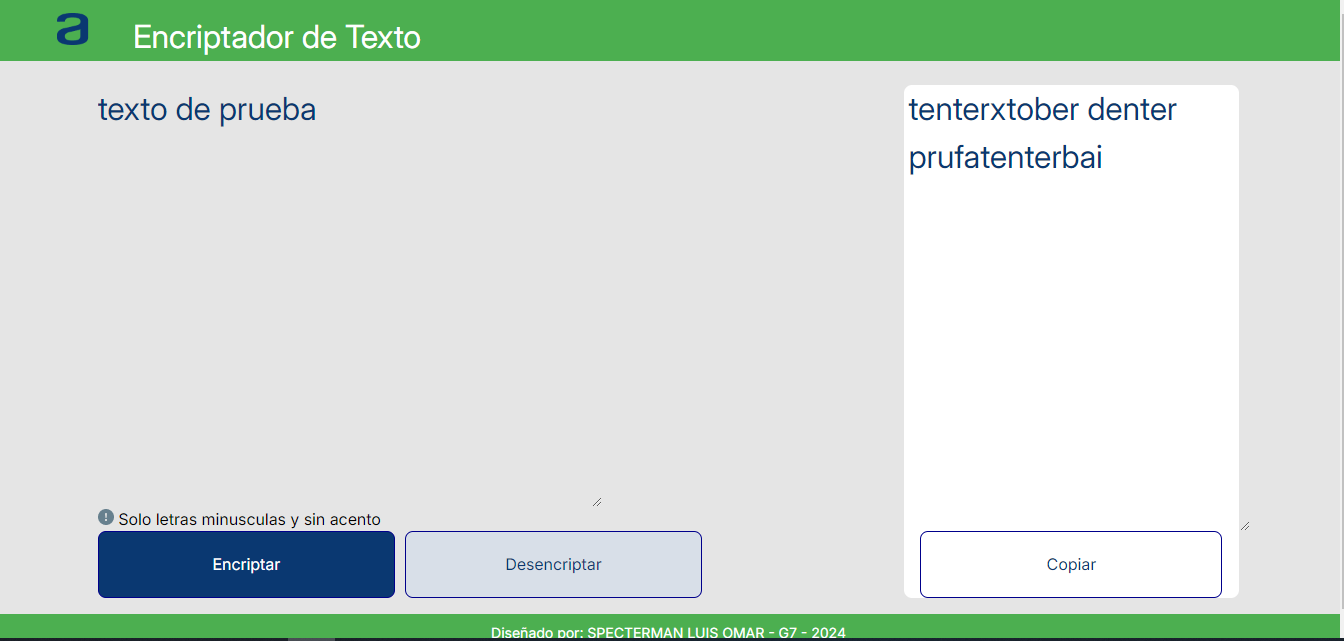 a
Encriptador de Texto
texto de prueba
tenterxtober denter
prufatenterbai
Solo letras minusculas y sin acento
Encriptar
Desencriptar
Copiar
Diseñado por: SPECTERMAN LUIS OMAR - G7 - 2024